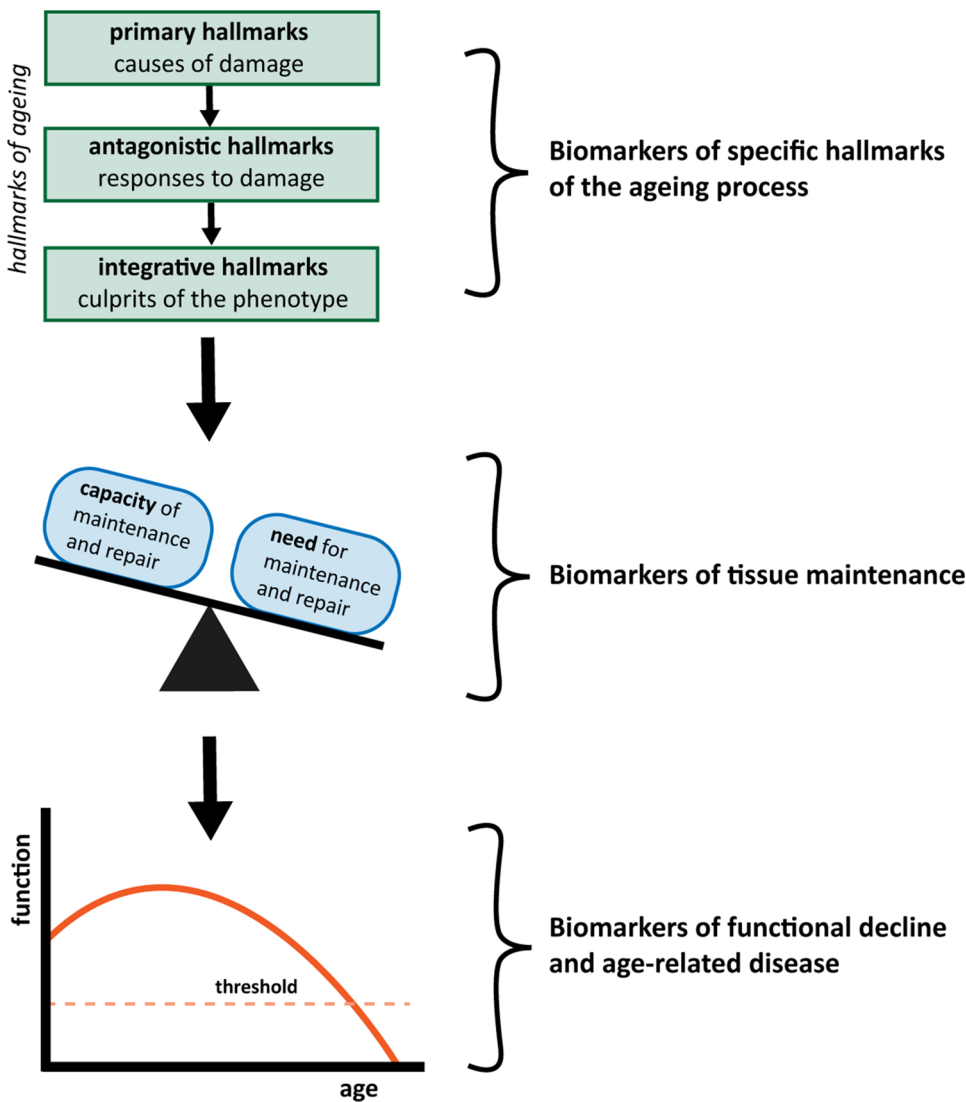 hallmarks of ageing
primary hallmarks
causes of damage
antagonistic hallmarks
responses to damage
integrative hallmarks
culprits of the phenotype
Biomarkers of specific hallmarks
of the ageing process
capacity of
maintenance
and repair
need for
maintenance
and repair
Biomarkers of tissue maintenance
function
threshold
age
Biomarkers of functional decline
and age-related disease